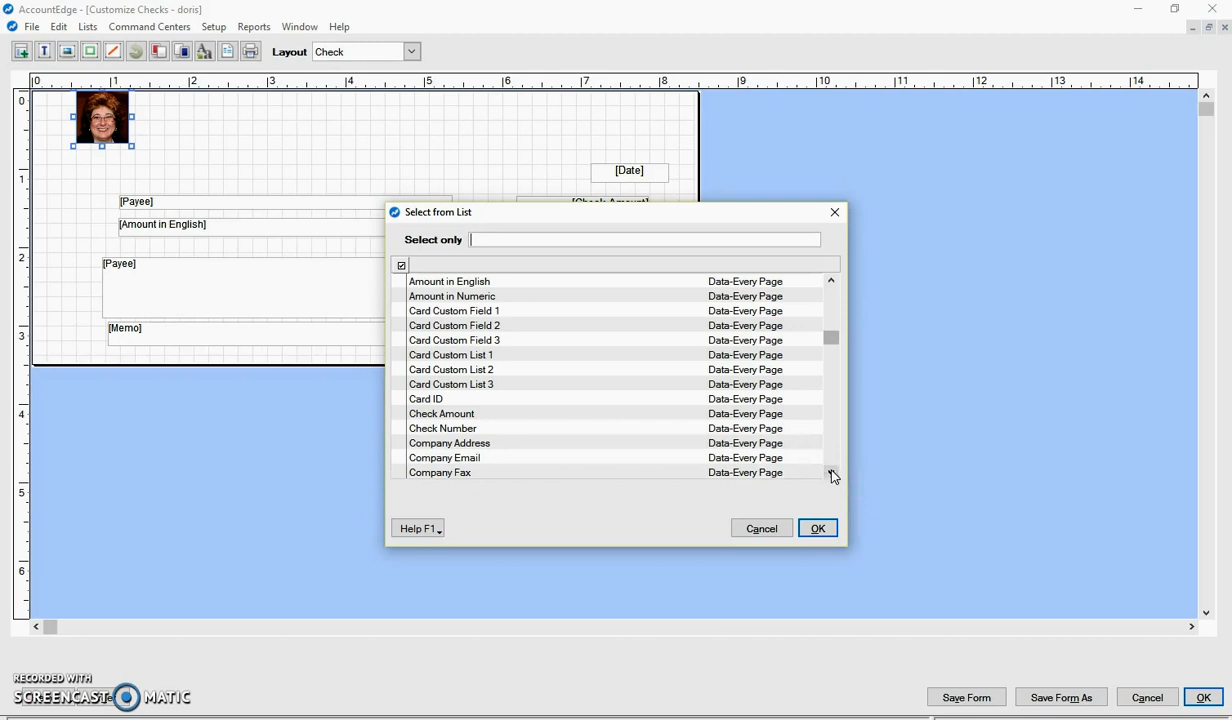 AccountEdge - [Customize Checks - doris]
File Edit Lists Command Centers Setup Reports Window Help
Layout Check
0 1 2 3 4 5 6 7 8 9 10 11 12 13 14
0
1
2
3
4
5
6
[Date]
[Payee]
[Check Amount]
[Amount in English]
[Payee]
[Memo]
Select from List
Select only
Amount in English Data-Every Page
Amount in Numeric Data-Every Page
Card Custom Field 1 Data-Every Page
Card Custom Field 2 Data-Every Page
Card Custom Field 3 Data-Every Page
Card Custom List 1 Data-Every Page
Card Custom List 2 Data-Every Page
Card Custom List 3 Data-Every Page
Card ID Data-Every Page
Check Amount Data-Every Page
Check Number Data-Every Page
Company Address Data-Every Page
Company Email Data-Every Page
Company Fax Data-Every Page
Help F1 Cancel OK
RECORDED WITH
SCREENCAST MATIC
Save Form Save Form As Cancel OK